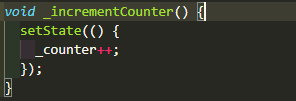 void _incrementCounter() {
  setState(() {
    _counter++;
  });
}